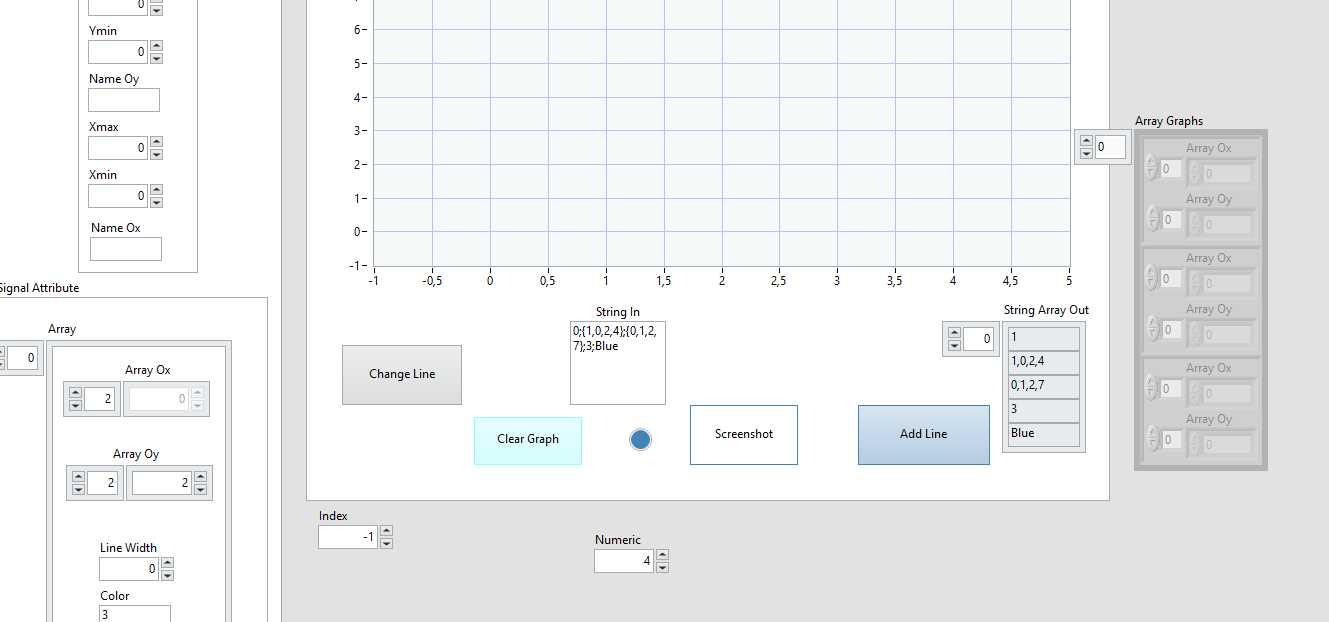 0
Ymin
0
Name Oy
Xmax
0
Xmin
0
Name Ox
Signal Attribute
Array
0
Array Ox
2
0
Array Oy
2
2
Line Width
0
Color
3
6
5
4
3
2
1
0
-1
-1
-0,5
0
0,5
1
1,5
2
2,5
3
3,5
4
4,5
5
String In
0;{1,0,2,4};{0,1,2,
7};3;Blue
Change Line
Clear Graph
Screenshot
Add Line
String Array Out
0
1
1,0,2,4
0,1,2,7
3
Blue
Index
-1
Numeric
4
Array Graphs
0
Array Ox
0
0
Array Oy
0
0
Array Ox
0
0
Array Oy
0
0
Array Ox
0
0
Array Oy
0
0